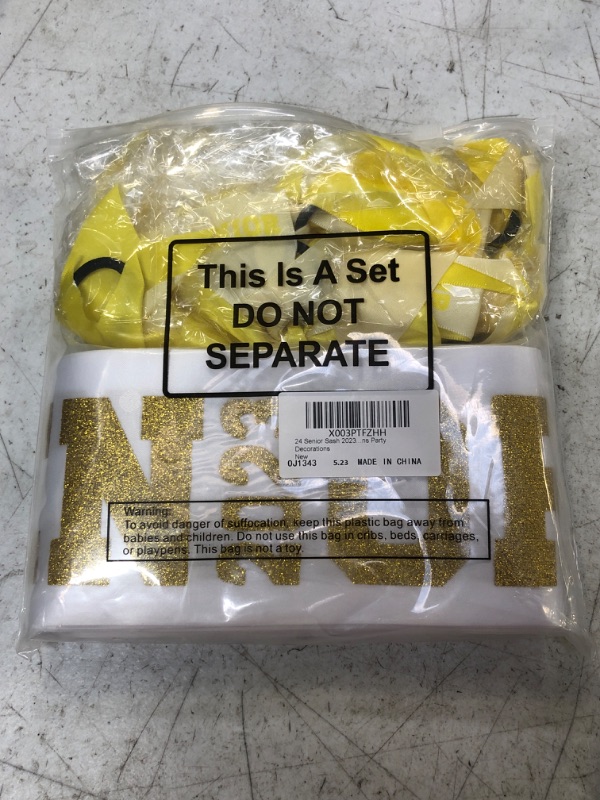 This Is A Set
DO NOT
SEPARATE
X003PTFZHH
24 Senior Sash 2023...ns Party
Decorations
New
0J1343 5.23 MADE IN CHINA
N
2023
Warning:
To avoid danger of suffocation, keep this plastic bag away from
babies and children. Do not use this bag in cribs, beds, carriages,
or playpens. This bag is not a toy.